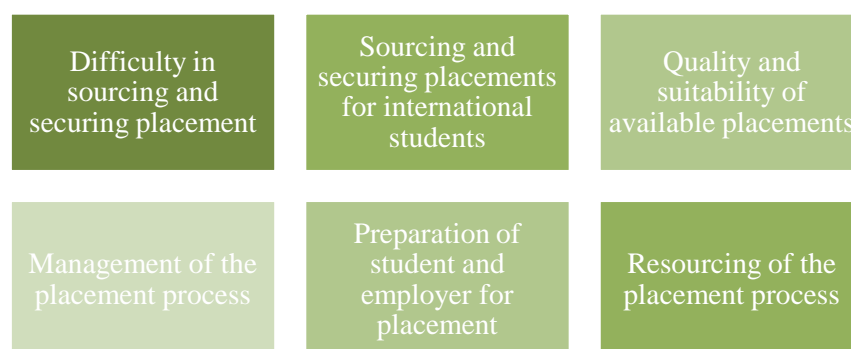 Difficulty in
sourcing and
securing placement
Sourcing and
securing placements
for international
students
Quality and
suitability of
available placements
Management of the
placement process
Preparation of
student and
employer for
placement
Resourcing of the
placement process